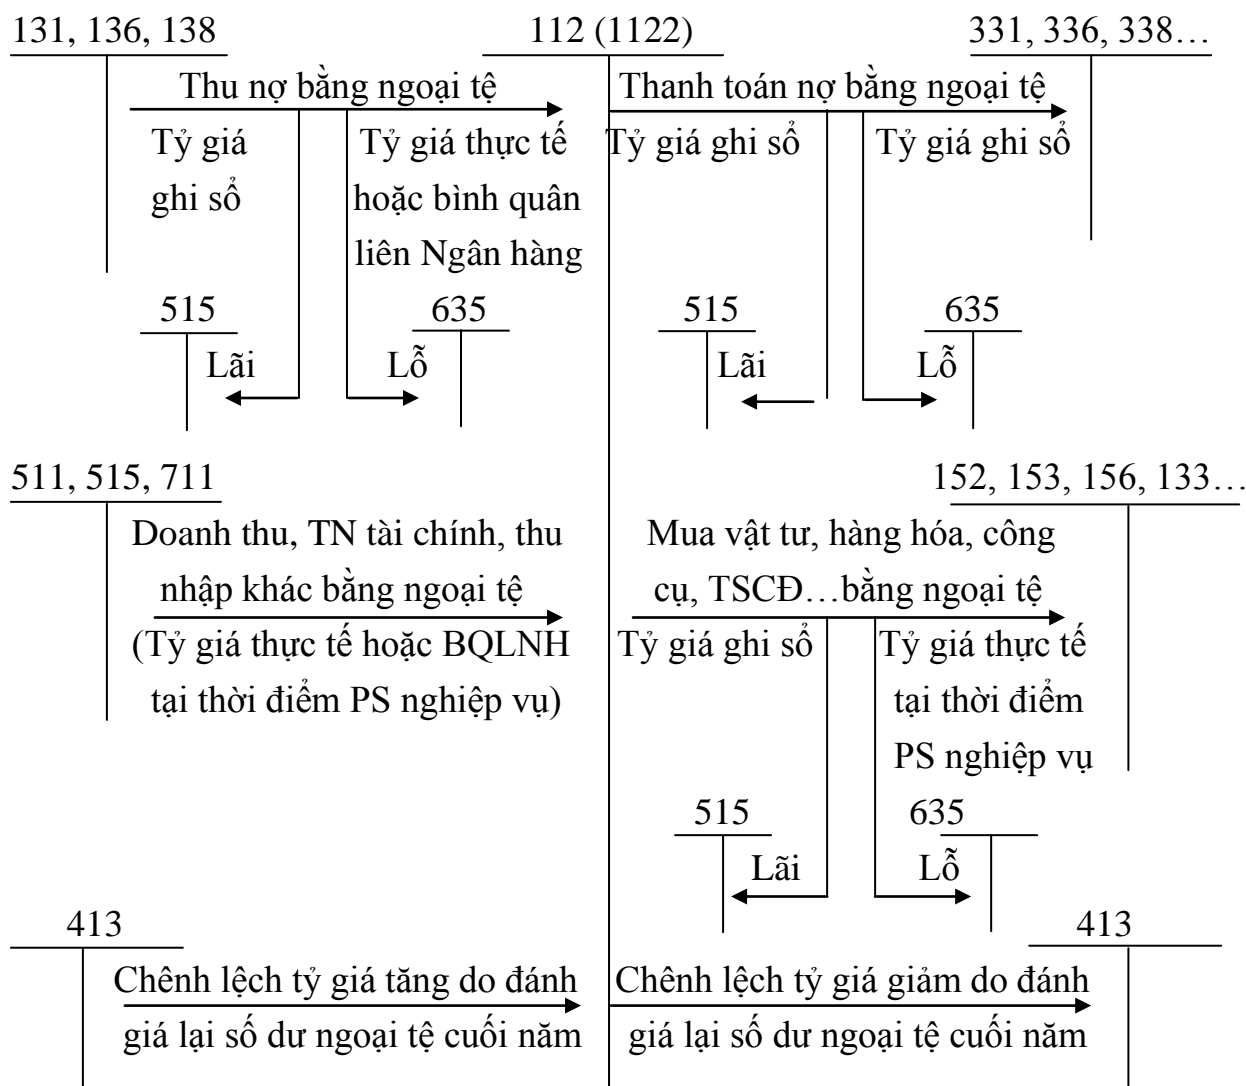 131, 136, 138
112 (1122)
331, 336, 338…
Thu nợ bằng ngoại tệ
Tỷ giá
ghi sổ
Tỷ giá thực tế
hoặc bình quân
liên Ngân hàng
515
Lãi
635
Lỗ
Thanh toán nợ bằng ngoại tệ
Tỷ giá ghi sổ
Tỷ giá ghi sổ
515
Lãi
635
Lỗ
511, 515, 711
Doanh thu, TN tài chính, thu
nhập khác bằng ngoại tệ
(Tỷ giá thực tế hoặc BQLNH
tại thời điểm PS nghiệp vụ)
152, 153, 156, 133…
Mua vật tư, hàng hóa, công
cụ, TSCĐ…bằng ngoại tệ
Tỷ giá ghi sổ
Tỷ giá thực tế
tại thời điểm
PS nghiệp vụ
515
Lãi
635
Lỗ
413
Chênh lệch tỷ giá tăng do đánh
giá lại số dư ngoại tệ cuối năm
413
Chênh lệch tỷ giá giảm do đánh
giá lại số dư ngoại tệ cuối năm